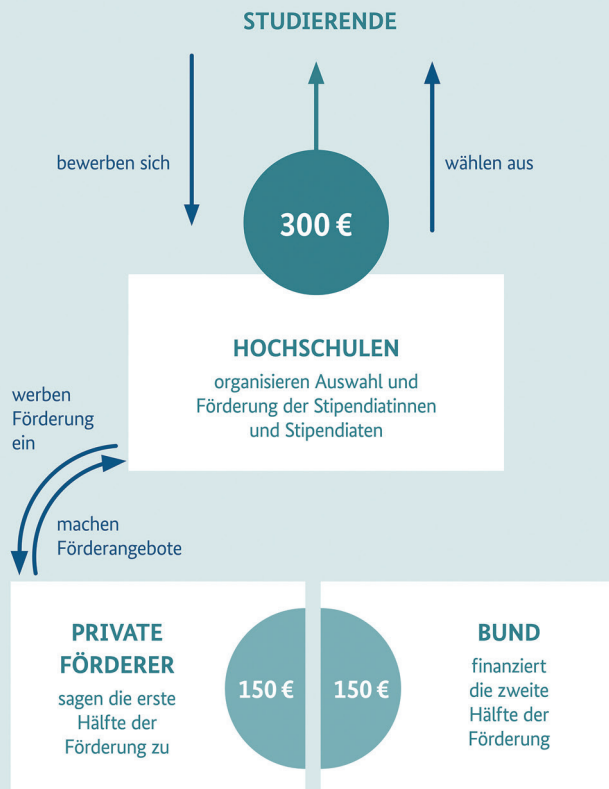 STUDIERENDE
bewerben sich
wählen aus
300 €
HOCHSCHULEN
organisieren Auswahl und
Förderung der Stipendiatinnen
und Stipendiaten
werben
Förderung
ein
machen
Förderangebote
PRIVATE
FÖRDERER
sagen die erste
Hälfte der
Förderung zu
150 €
150 €
BUND
finanziert
die zweite
Hälfte der
Förderung